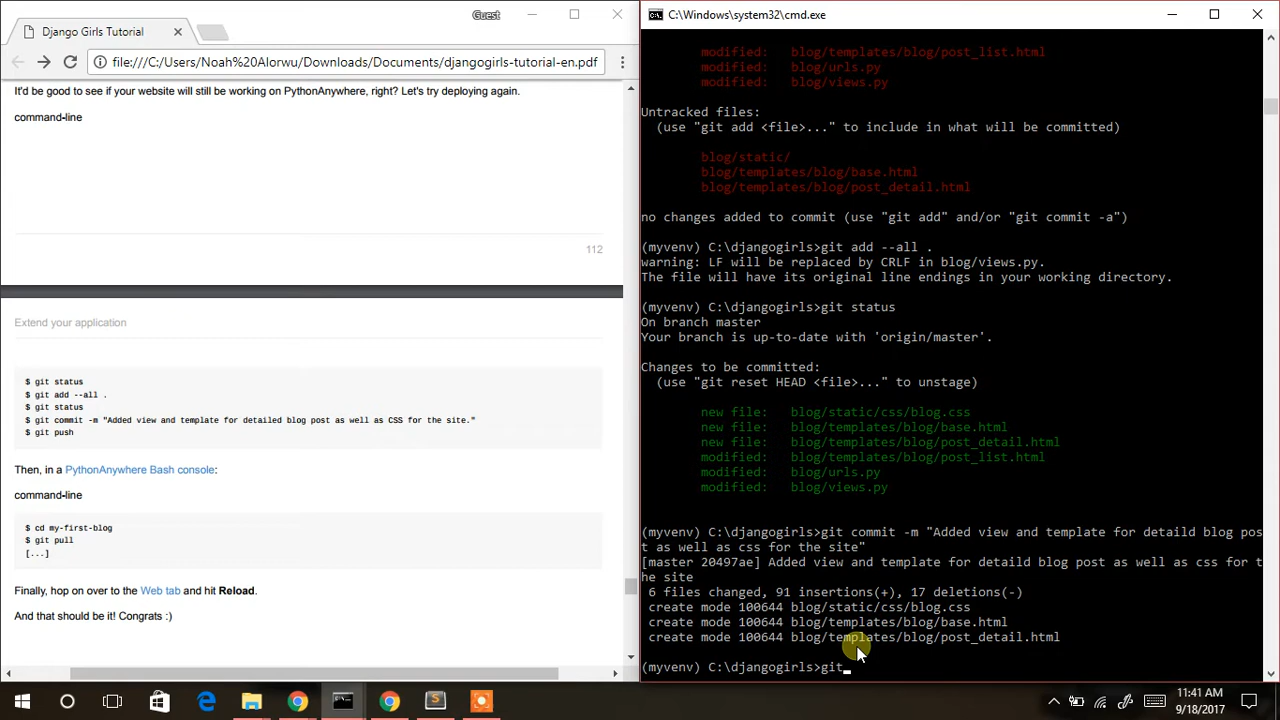 Guest
Django Girls Tutorial
file:///C:/Users/Noah%20Alorwu/Downloads/Documents/djangogirls-tutorial-en.pdf
It'd be good to see if your website will still be working on PythonAnywhere, right? Let's try deploying again.
command-line
112
Extend your application
$ git status
$ git add --all .
$ git status
$ git commit -m "Added view and template for detailed blog post as well as CSS for the site."
$ git push
Then, in a PythonAnywhere Bash console:
command-line
$ cd my-first-blog
$ git pull
[...]
Finally, hop on over to the Web tab and hit Reload.
And that should be it! Congrats :)
C:\Windows\system32\cmd.exe
modified: blog/templates/blog/post_list.html
modified: blog/urls.py
modified: blog/views.py
Untracked files:
(use "git add <file>..." to include in what will be committed)
blog/static/
blog/templates/blog/base.html
blog/templates/blog/post_detail.html
no changes added to commit (use "git add" and/or "git commit -a")
(myvenv) C:\djangogirls>git add --all .
warning: LF will be replaced by CRLF in blog/views.py.
The file will have its original line endings in your working directory.
(myvenv) C:\djangogirls>git status
On branch master
Your branch is up-to-date with 'origin/master'.
Changes to be committed:
(use "git reset HEAD <file>..." to unstage)
new file: blog/static/css/blog.css
new file: blog/templates/blog/base.html
new file: blog/templates/blog/post_detail.html
modified: blog/templates/blog/post_list.html
modified: blog/urls.py
modified: blog/views.py
(myvenv) C:\djangogirls>git commit -m "Added view and template for detaild blog pos
t as well as css for the site"
[master 20497ae] Added view and template for detaild blog post as well as css for t
he site
6 files changed, 91 insertions(+), 17 deletions(-)
create mode 100644 blog/static/css/blog.css
create mode 100644 blog/templates/blog/base.html
create mode 100644 blog/templates/blog/post_detail.html
(myvenv) C:\djangogirls>git
11:41 AM
9/18/2017